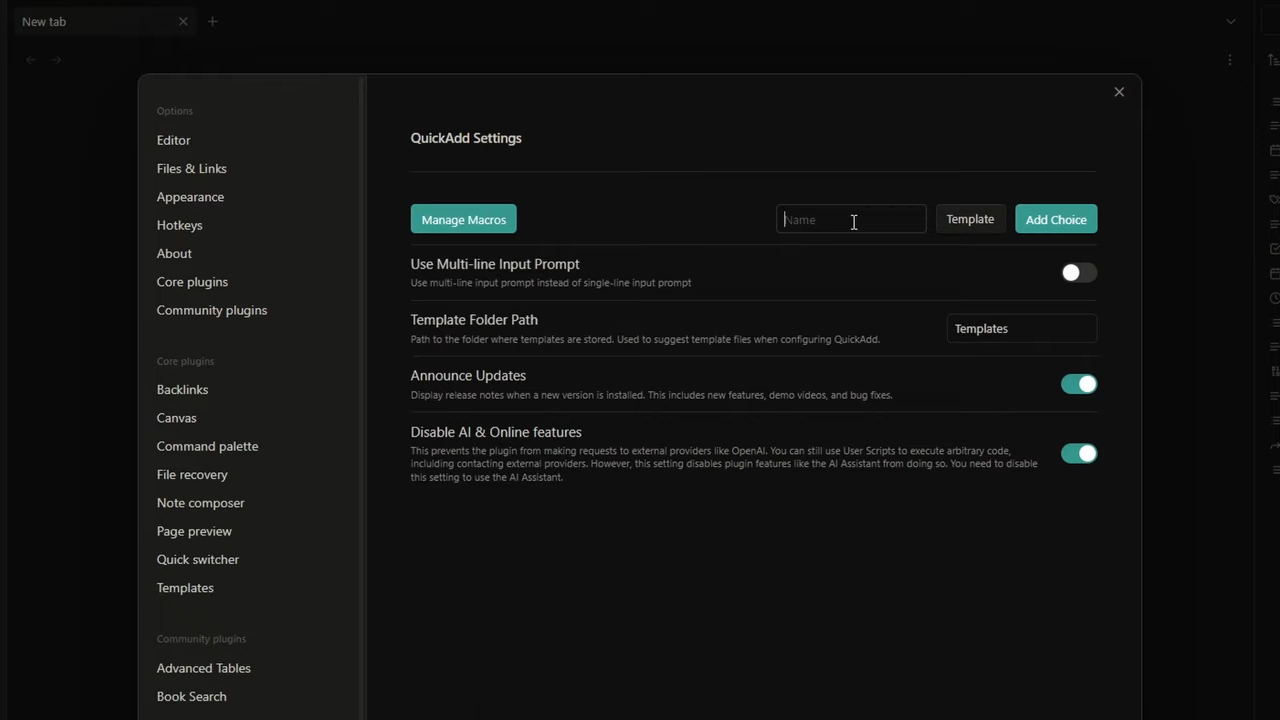 New tab
Options
Editor
Files & Links
Appearance
Hotkeys
About
Core plugins
Community plugins
Core plugins
Backlinks
Canvas
Command palette
File recovery
Note composer
Page preview
Quick switcher
Templates
Community plugins
Advanced Tables
Book Search
QuickAdd Settings
Manage Macros
Name
Template
Add Choice
Use Multi-line Input Prompt
Use multi-line input prompt instead of single-line input prompt
Template Folder Path
Path to the folder where templates are stored. Used to suggest template files when configuring QuickAdd.
Templates
Announce Updates
Display release notes when a new version is installed. This includes new features, demo videos, and bug fixes.
Disable AI & Online features
This prevents the plugin from making requests to external providers like OpenAI. You can still use User Scripts to execute arbitrary code,
including contacting external providers. However, this setting disables plugin features like the AI Assistant from doing so. You need to disable
this setting to use the AI Assistant.